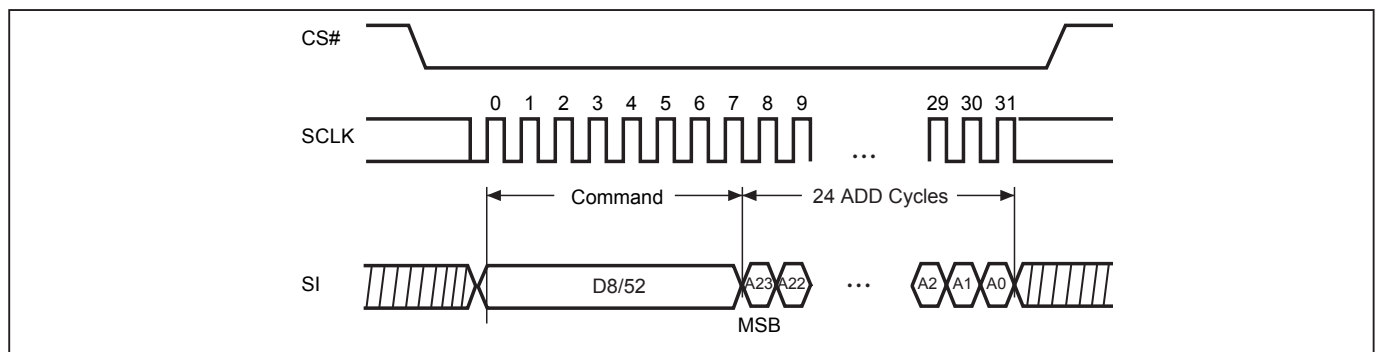 CS#
0 1 2 3 4 5 6 7 8 9 29 30 31
SCLK
...
Command 24 ADD Cycles
SI D8/52 A23 A22 ... A2 A1 A0
MSB